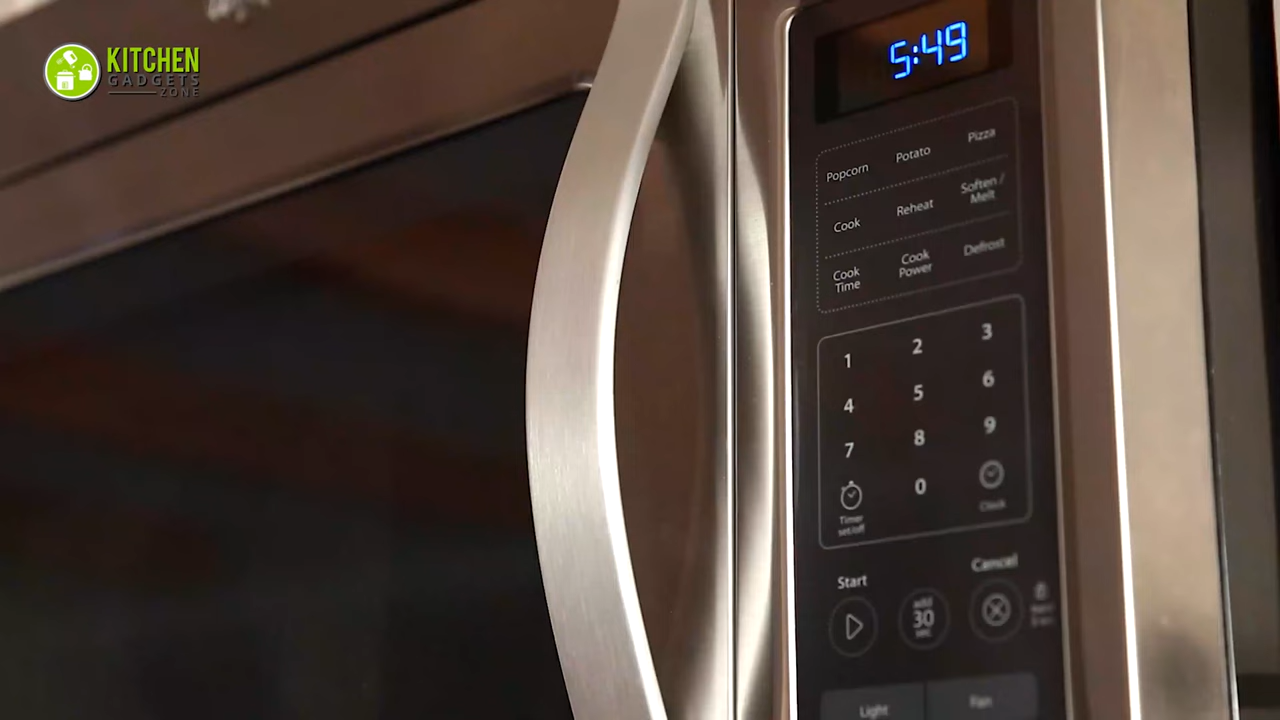 KITCHEN
GADGETS
ZONE
5:49
Popcorn Potato Pizza
Cook Reheat Soften /
Melt
Cook
Time Cook
Power Defrost
1 2 3
4 5 6
7 8 9
0
Timer
set/off
Clock
Start Cancel
add
30
sec
Light Fan